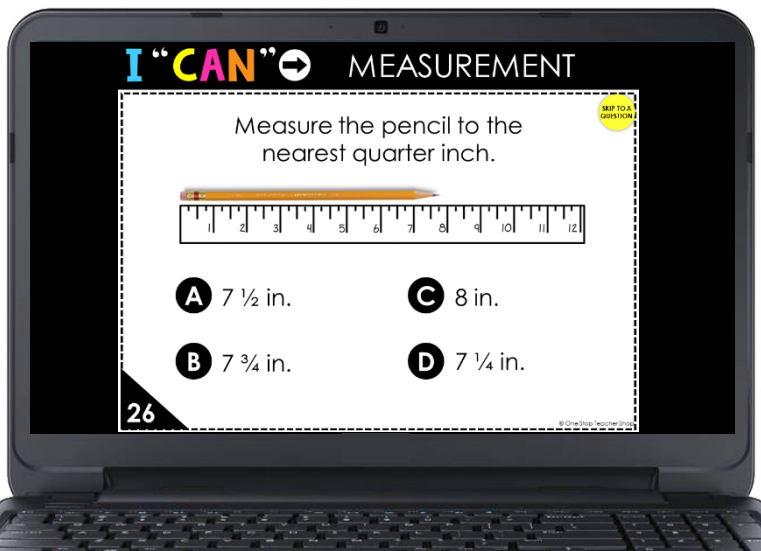 I “CAN” MEASUREMENT
SKIP TO A
QUESTION
Measure the pencil to the
nearest quarter inch.
1 2 3 4 5 6 7 8 9 10 11 12
A 7 ½ in.
C 8 in.
B 7 ¾ in.
D 7 ¼ in.
26
© One Stop Teacher Shop